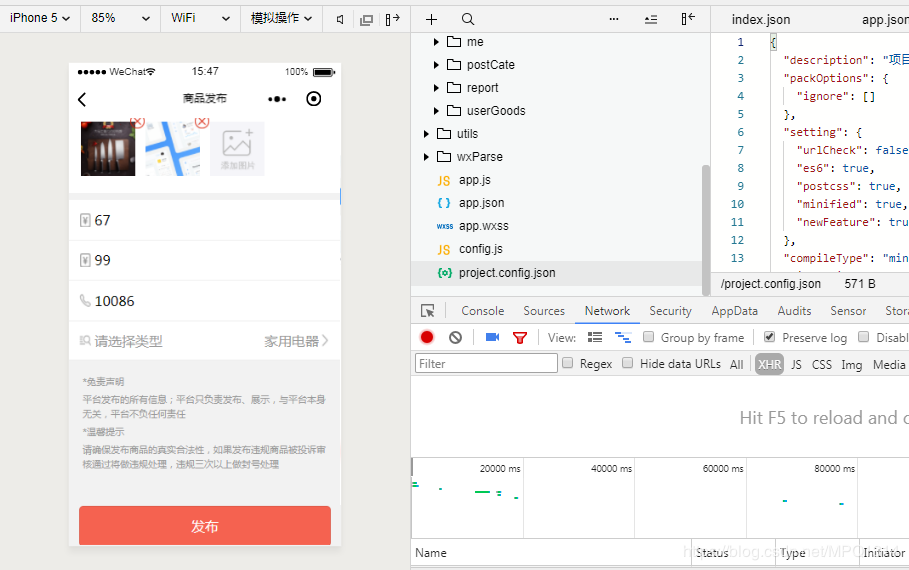 iPhone 5 85% WiFi 模拟操作
WeChat 15:47 100%
商品发布
添加图片
67
99
10086
请选择类型 家用电器
*免责声明
平台发布的所有信息；平台只负责发布、展示，与平台本身
无关，平台不负任何责任
*温馨提示
请确保发布商品的真实合法性，如果发布违规商品被投诉审
核通过将做违规处理，违规三次以上做封号处理
发布
me
postCate
report
userGoods
utils
wxParse
JS app.js
{ } app.json
wxss app.wxss
JS config.js
{o} project.config.json
index.json app.json
1 {
2 "description": "项目
3 "packOptions": {
4 "ignore": []
5 },
6 "setting": {
7 "urlCheck": false
8 "es6": true,
9 "postcss": true,
10 "minified": true,
11 "newFeature": tru
12 },
13 "compileType": "min
/project.config.json 571 B
Console Sources Network Security AppData Audits Sensor Stora
View: Group by frame Preserve log Disabl
Filter Regex Hide data URLs All XHR JS CSS Img Media
Hit F5 to reload and c
20000 ms 40000 ms 60000 ms 80000 ms
Name Status Type Initiator